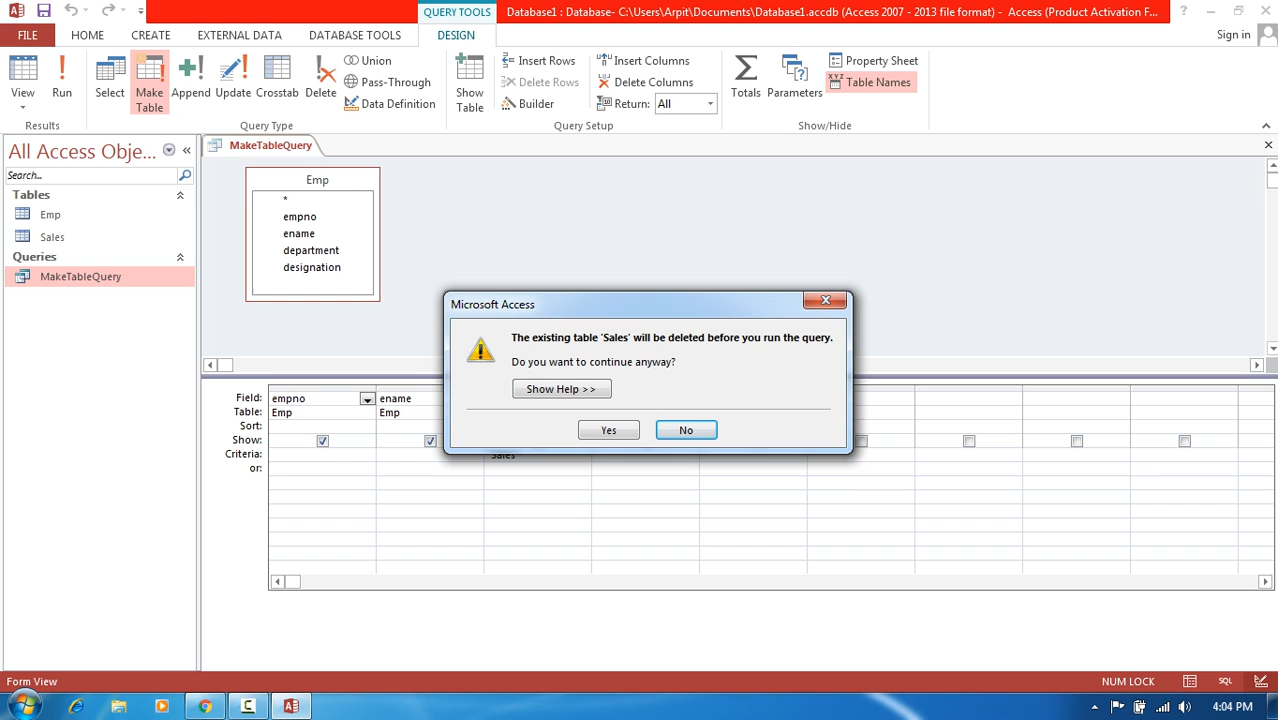 QUERY TOOLS
Database1 : Database- C:\Users\Arpit\Documents\Database1.accdb (Access 2007 - 2013 file format) - Access (Product Activation F...
FILE HOME CREATE EXTERNAL DATA DATABASE TOOLS DESIGN Sign in
View
Run
Select
Make Table
Append
Update
Crosstab
Delete
Union
Pass-Through
Data Definition
Show Table
Insert Rows
Delete Rows
Builder
Insert Columns
Delete Columns
Return: All
Totals
Parameters
Property Sheet
Table Names
Results
Query Type
Query Setup
Show/Hide
All Access Obje...
Search...
Tables
Emp
Sales
Queries
MakeTableQuery
MakeTableQuery
Emp
*
empno
ename
department
designation
Microsoft Access
The existing table 'Sales' will be deleted before you run the query.
Do you want to continue anyway?
Show Help >>
Yes No
Field: empno ename
Table: Emp Emp
Sort:
Show:
Criteria: Sales
or:
Form View
NUM LOCK
SQL
4:04 PM